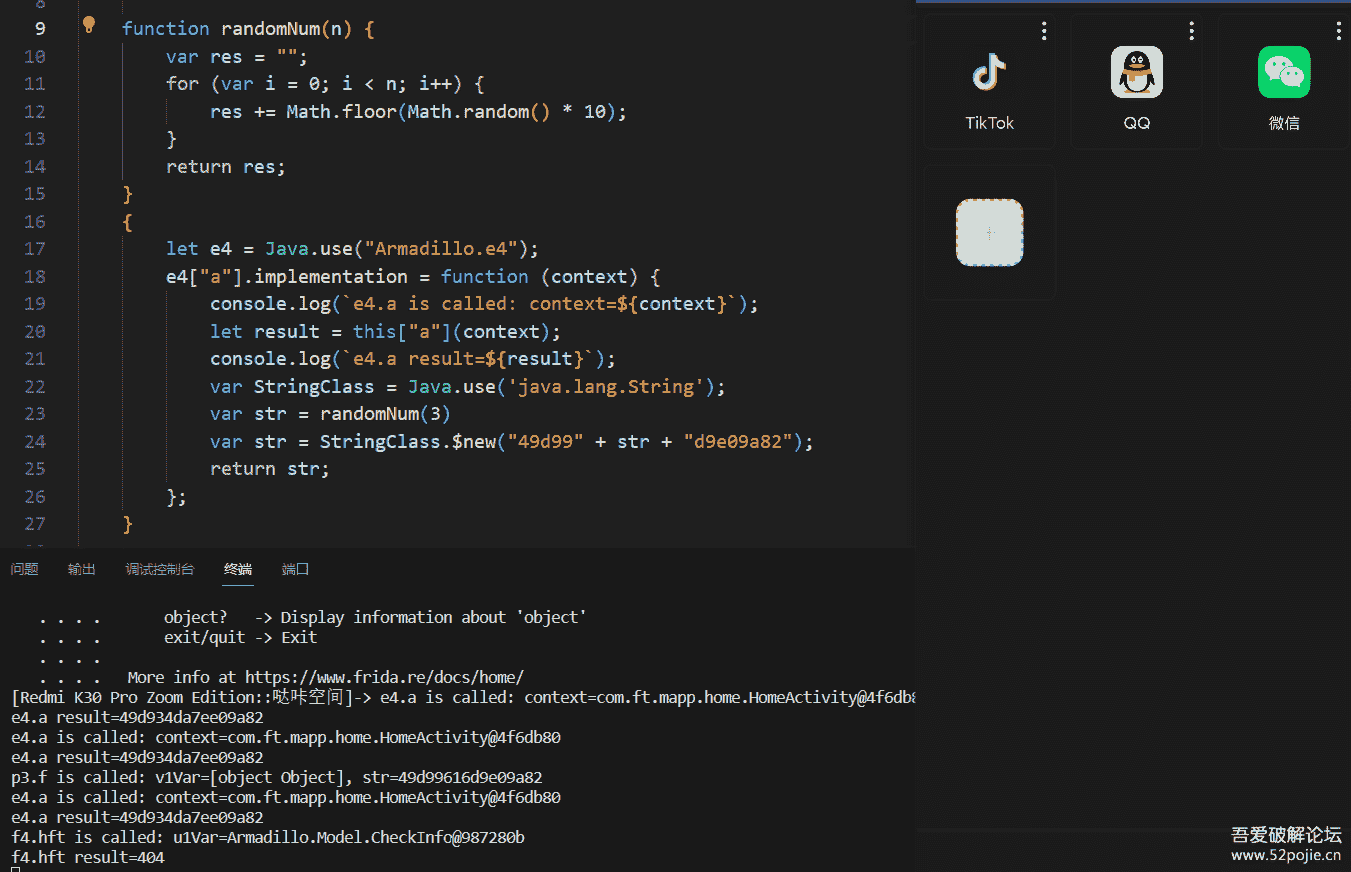 8
9 function randomNum(n) {
10 var res = "";
11 for (var i = 0; i < n; i++) {
12 res += Math.floor(Math.random() * 10);
13 }
14 return res;
15 }
16 {
17 let e4 = Java.use("Armadillo.e4");
18 e4["a"].implementation = function (context) {
19 console.log(`e4.a is called: context=${context}`);
20 let result = this["a"](context);
21 console.log(`e4.a result=${result}`);
22 var StringClass = Java.use('java.lang.String');
23 var str = randomNum(3)
24 var str = StringClass.$new("49d99" + str + "d9e09a82");
25 return str;
26 };
27 }
TikTok
QQ
微信
问题 输出 调试控制台 终端 端口
. . . . object? -> Display information about 'object'
. . . . exit/quit -> Exit
. . . .
. . . . More info at https://www.frida.re/docs/home/
[Redmi K30 Pro Zoom Edition::哒咔空间]-> e4.a is called: context=com.ft.mapp.home.HomeActivity@4f6db8
e4.a result=49d934da7ee09a82
e4.a is called: context=com.ft.mapp.home.HomeActivity@4f6db80
e4.a result=49d934da7ee09a82
p3.f is called: v1Var=[object Object], str=49d99616d9e09a82
e4.a is called: context=com.ft.mapp.home.HomeActivity@4f6db80
e4.a result=49d934da7ee09a82
f4.hft is called: u1Var=Armadillo.Model.CheckInfo@987280b
f4.hft result=404
吾爱破解论坛
www.52pojie.cn